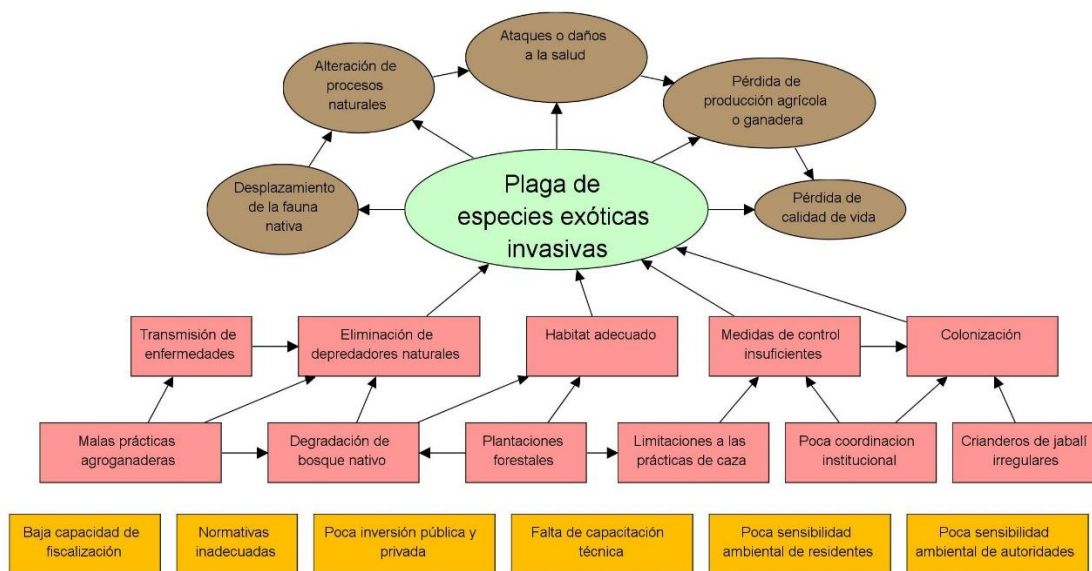 Ataques o daños
a la salud
Alteración de
procesos
naturales
Pérdida de
producción agrícola
o ganadera
Desplazamiento
de la fauna
nativa
Plaga de
especies exóticas
invasivas
Pérdida de
calidad de vida
Transmisión de
enfermedades
Eliminación de
depredadores naturales
Habitat adecuado
Medidas de control
insuficientes
Colonización
Malas prácticas
agroganaderas
Degradación de
bosque nativo
Plantaciones
forestales
Limitaciones a las
prácticas de caza
Poca coordinacion
institucional
Crianderos de jabalí
irregulares
Baja capacidad de
fiscalización
Normativas
inadecuadas
Poca inversión pública y
privada
Falta de capacitación
técnica
Poca sensibilidad
ambiental de residentes
Poca sensibilidad
ambiental de autoridades